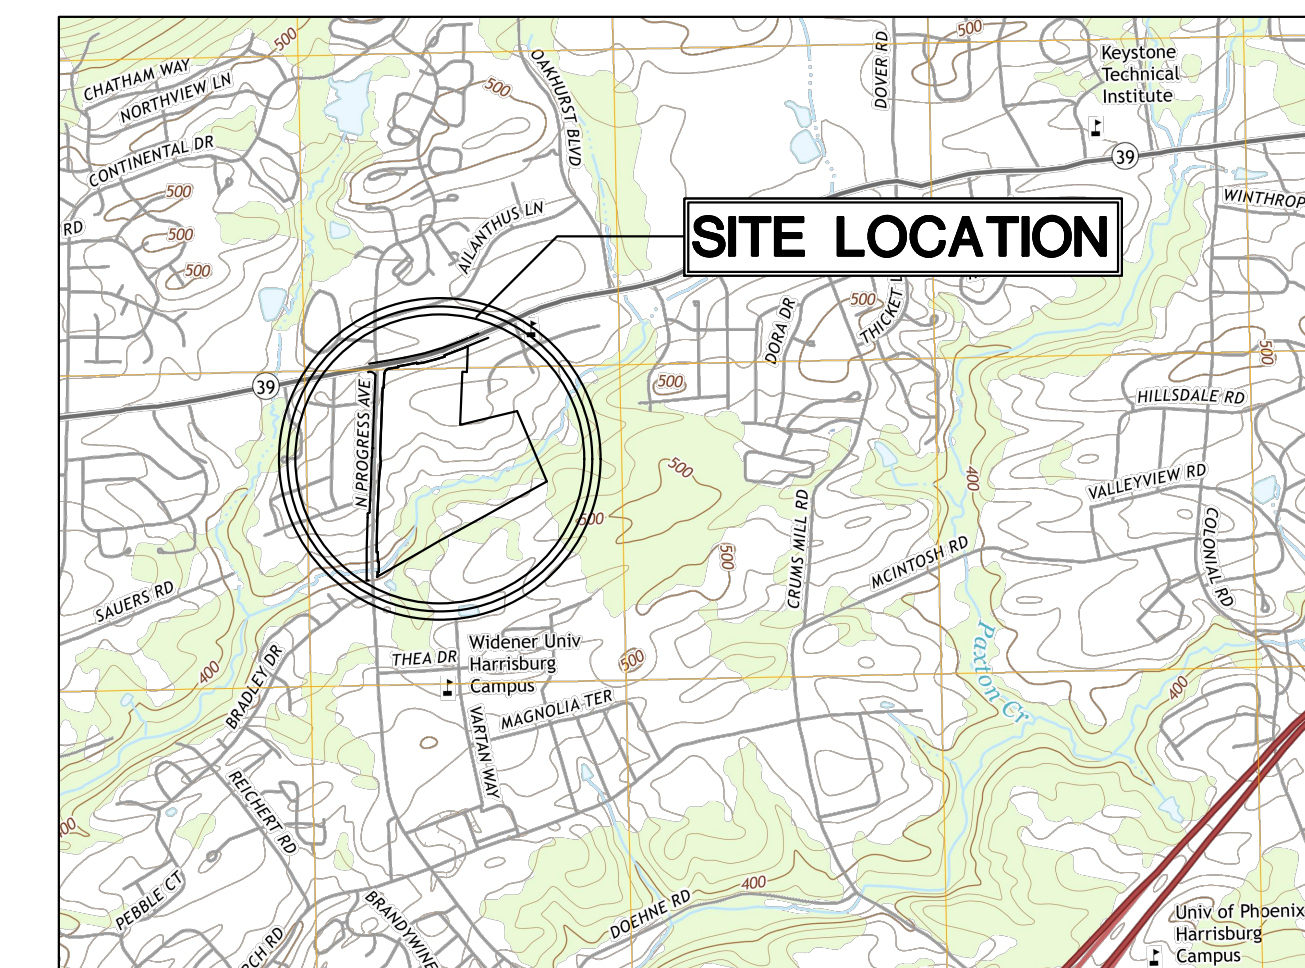 500
CHATHAM WAY
NORTHVIEW LN
CONTINENTAL DR
OAKHURST BLVD
500
DOVER RD
500
Keystone
Technical
Institute
39
500
500
500
RD
AILANTHUS LN
SITE LOCATION
WINTHROP
DORA DR
500
THICKET L
500
39
N PROGRESS AVE
500
HILLSDALE RD
500
400
VALLEYVIEW RD
COLONIAL RD
500
500
CRUMS MILL RD
MCINTOSH RD
SAUERS RD
400
BRADLEY DR
THEA DR
Widener Univ
Harrisburg
Campus
500
Paxton Cr
400
MAGNOLIA TER
VARTAN WAY
REICHERT RD
400
PEBBLE CT
BRANDYWINE
RCH RD
DOEHNE RD
400
Univ of Phoenix
Harrisburg
Campus